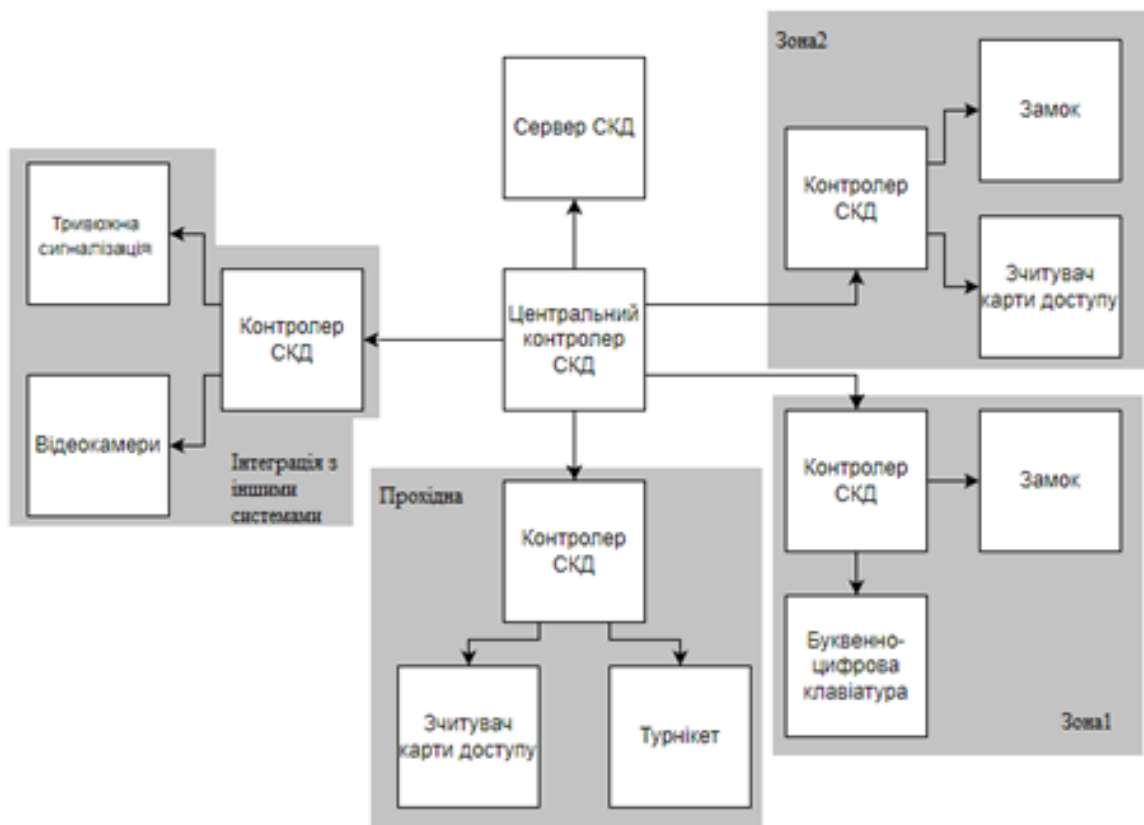 Зона2
Замок
Сервер СКД
Контролер
СКД
Тривожна
сигналізація
Зчитувач
карти доступу
Контролер
СКД
Центральний
контролер
СКД
Відеокамери
Інтеграція з
іншими
системами
Прохідна
Контролер
СКД
Замок
Контролер
СКД
Буквенно-
цифрова
клавіатура
Зчитувач
карти доступу
Турнікет
Зона1